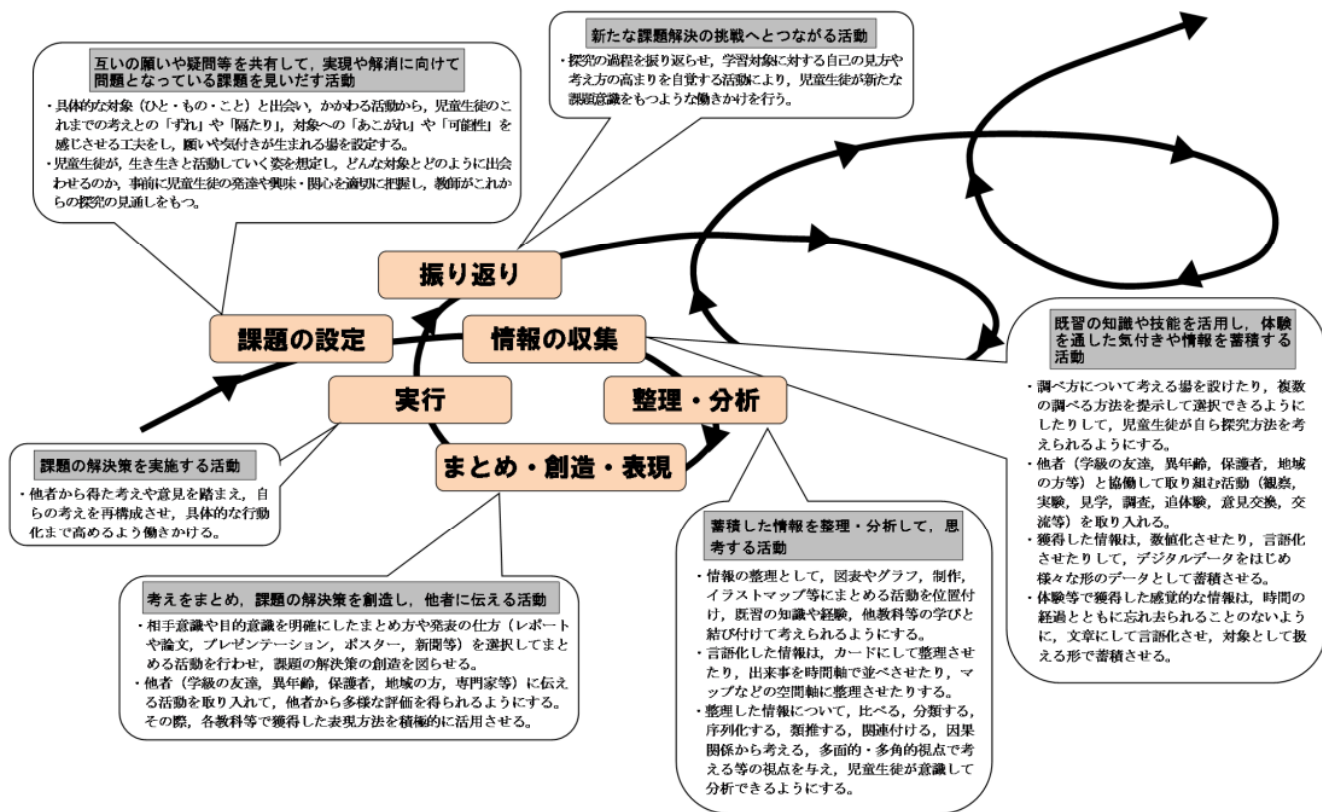 互いの願いや疑問等を共有して，実現や解消に向けて
問題となっている課題を見いだす活動
・具体的な対象（ひと・もの・こと）と出会い，かかわる活動から，児童生徒のこ
れまでの考えとの「ずれ」や「隔たり」，対象への「あこがれ」や「可能性」を
感じさせる工夫をし，願いや気付きが生まれる場を設定する。
・児童生徒が，生き生きと活動していく姿を想定し，どんな対象とどのように出会
わせるのか，事前に児童生徒の発達や興味・関心を適切に把握し，教師がこれか
らの探究の見通しをもつ。
新たな課題解決の挑戦へとつながる活動
・探究の過程を振り返らせ，学習対象に対する自己の見方や
考え方の高まりを自覚する活動により，児童生徒が新たな
課題意識をもつような働きかけを行う。
振り返り
課題の設定
情報の収集
実行
整理・分析
まとめ・創造・表現
既習の知識や技能を活用し，体験
を通した気付きや情報を蓄積する
活動
・調べ方について考える場を設けたり，複数
の調べる方法を提示して選択できるように
したりして，児童生徒が自ら探究方法を考
えられるようにする。
・他者（学級の友達，異年齢，保護者，地域
の方等）と協働して取り組む活動（観察，
実験，見学，調査，追体験，意見交換，交
流等）を取り入れる。
・獲得した情報は，数値化させたり，言語化
させたりして，デジタルデータをはじめ
様々な形のデータとして蓄積させる。
・体験等で獲得した感覚的な情報は，時間の
経過とともに忘れ去られることのないよう
に，文章にして言語化させ，対象として扱
える形で蓄積させる。
課題の解決策を実施する活動
・他者から得た考えや意見を踏まえ，自
らの考えを再構成させ，具体的な行動
化まで高めるよう働きかける。
考えをまとめ，課題の解決策を創造し，他者に伝える活動
・相手意識や目的意識を明確にしたまとめ方や発表の仕方（レポート
や論文，プレゼンテーション，ポスター，新聞等）を選択してまと
める活動を行わせ，課題の解決策の創造を図らせる。
・他者（学級の友達，異年齢，保護者，地域の方，専門家等）に伝え
る活動を取り入れて，他者から多様な評価を得られるようにする。
その際，各教科等で獲得した表現方法を積極的に活用させる。
蓄積した情報を整理・分析して，思
考する活動
・情報の整理として，図表やグラフ，制作，
イラストマップ等にまとめる活動を位置付
け，既習の知識や経験，他教科等の学びと
結び付けて考えられるようにする。
・言語化した情報は，カードにして整理させ
たり，出来事を時間軸で並べさせたり，マ
ップなどの空間軸に整理させたりする。
・整理した情報について，比べる，分類する，
序列化する，類推する，関連付ける，因果
関係から考える，多面的・多角的視点で考
える等の視点を与え，児童生徒が意識して
分析できるようにする。